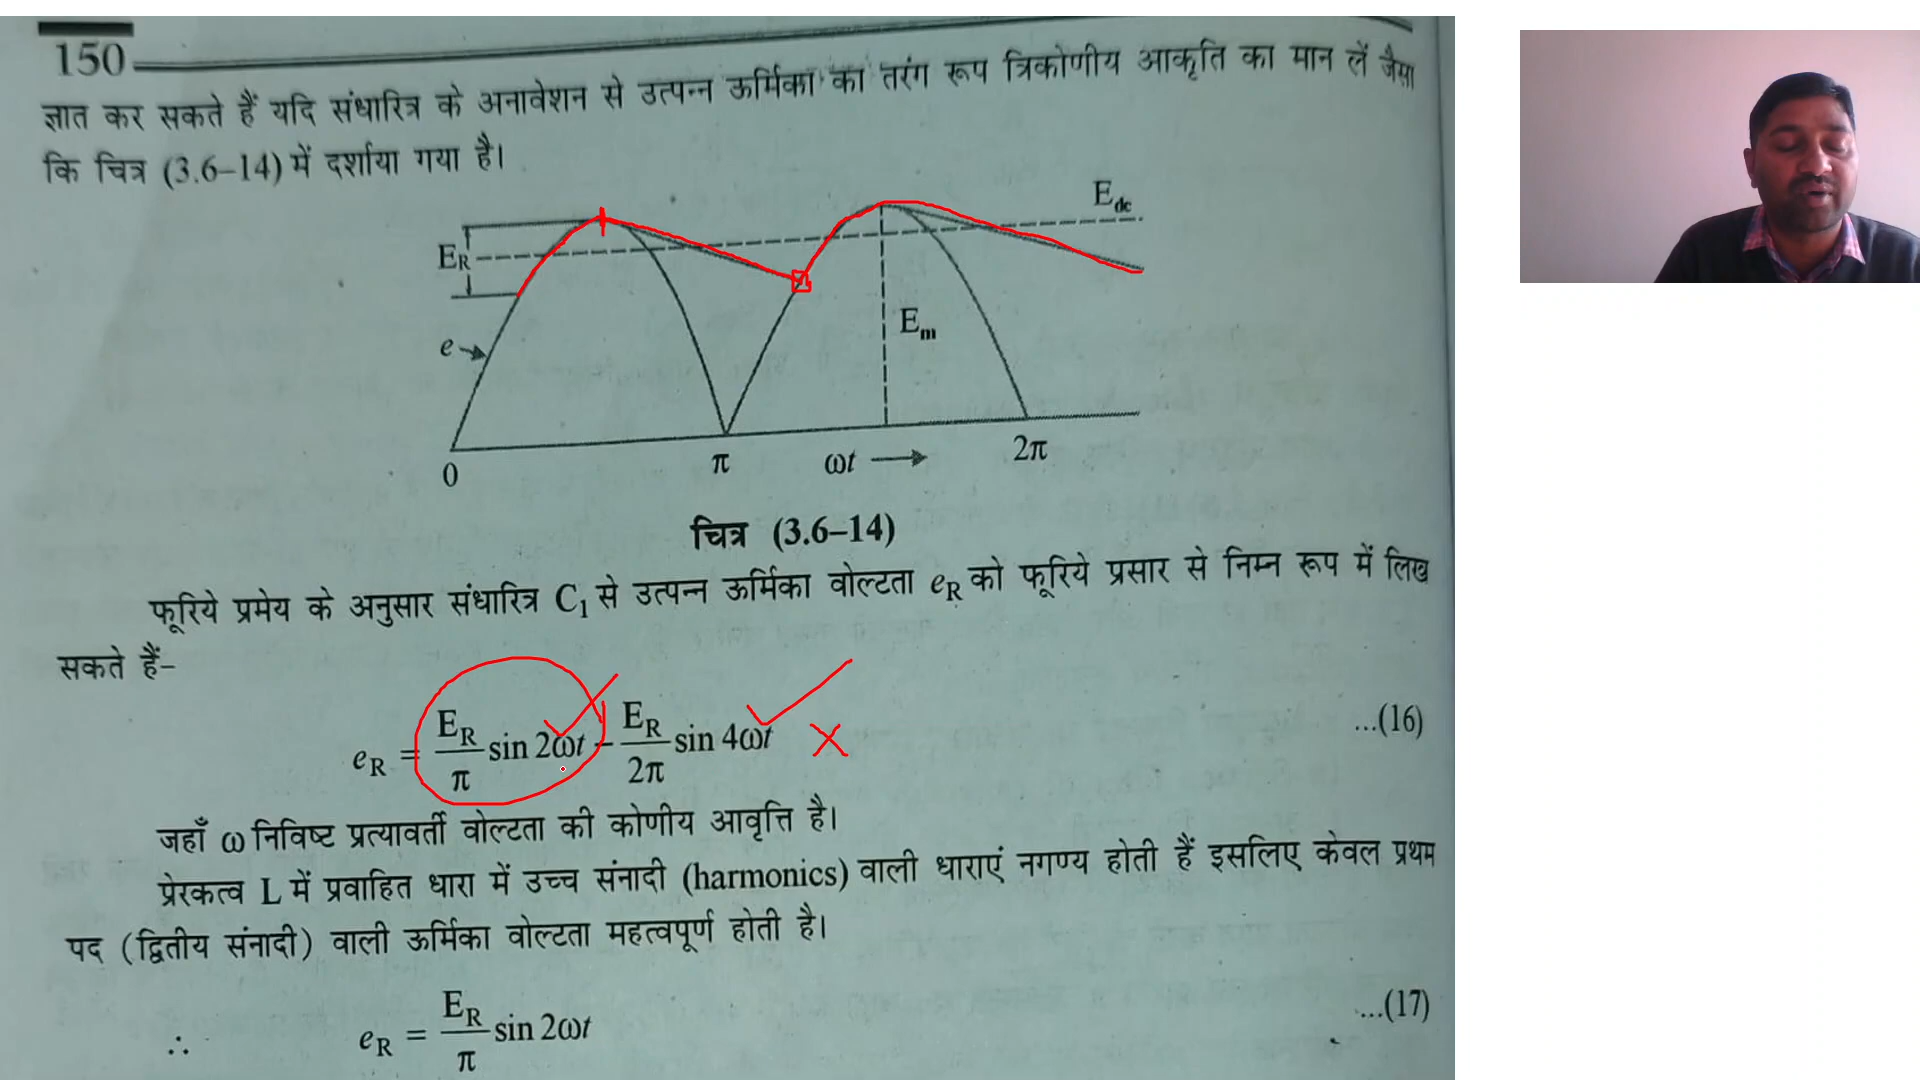 150
ज्ञात कर सकते हैं यदि संधारित्र के अनावेशन से उत्पन्न ऊर्मिका का तरंग रूप त्रिकोणीय आकृति का मान लें जैसा
कि चित्र (3.6–14) में दर्शाया गया है।
E_dc
E_R
E_m
e
0
π
ωt
2π
चित्र (3.6–14)
फूरिये प्रमेय के अनुसार संधारित्र C₁ से उत्पन्न ऊर्मिका वोल्टता e_R को फूरिये प्रसार से निम्न रूप में लिख
सकते हैं–
e_R = E_R/π sin 2ωt – E_R/2π sin 4ωt ...(16)
जहाँ ω निविष्ट प्रत्यावर्ती वोल्टता की कोणीय आवृत्ति है।
प्रेरकत्व L में प्रवाहित धारा में उच्च संनादी (harmonics) वाली धाराएं नगण्य होती हैं इसलिए केवल प्रथम
पद (द्वितीय संनादी) वाली ऊर्मिका वोल्टता महत्वपूर्ण होती है।
∴ e_R = E_R/π sin 2ωt ...(17)